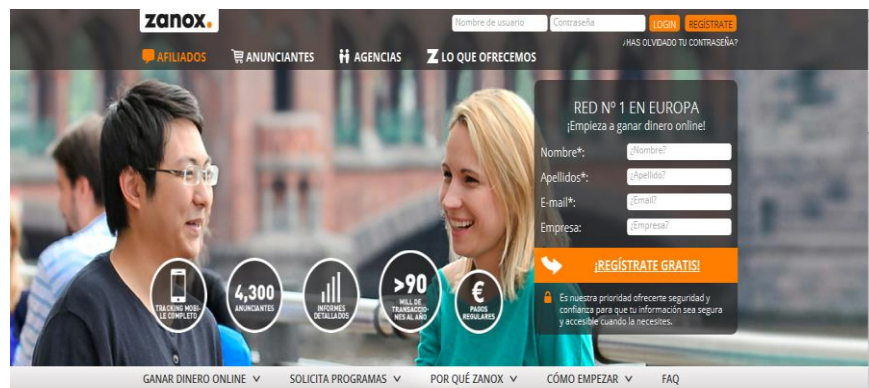 zanox.
Nombre de usuario
Contraseña
LOGIN
REGÍSTRATE
¿HAS OLVIDADO TU CONTRASEÑA?
AFILIADOS
ANUNCIANTES
AGENCIAS
Z LO QUE OFRECEMOS
RED Nº 1 EN EUROPA
¡Empieza a ganar dinero online!
Nombre*:
¿Nombre?
Apellidos*:
¿Apellido?
E-mail*:
¿Email?
Empresa:
¿Empresa?
¡REGÍSTRATE GRATIS!
Es nuestra prioridad ofrecerte seguridad y
confianza para que tu información sea segura
y accesible cuando la necesites.
TRACKING MOBI-
LE COMPLETO
4,300
ANUNCIANTES
INFORMES
DETALLADOS
>90
MILL DE
TRANSACCIO-
NES AL AÑO
€
PAGOS
REGULARES
GANAR DINERO ONLINE
SOLICITA PROGRAMAS
POR QUÉ ZANOX
CÓMO EMPEZAR
FAQ